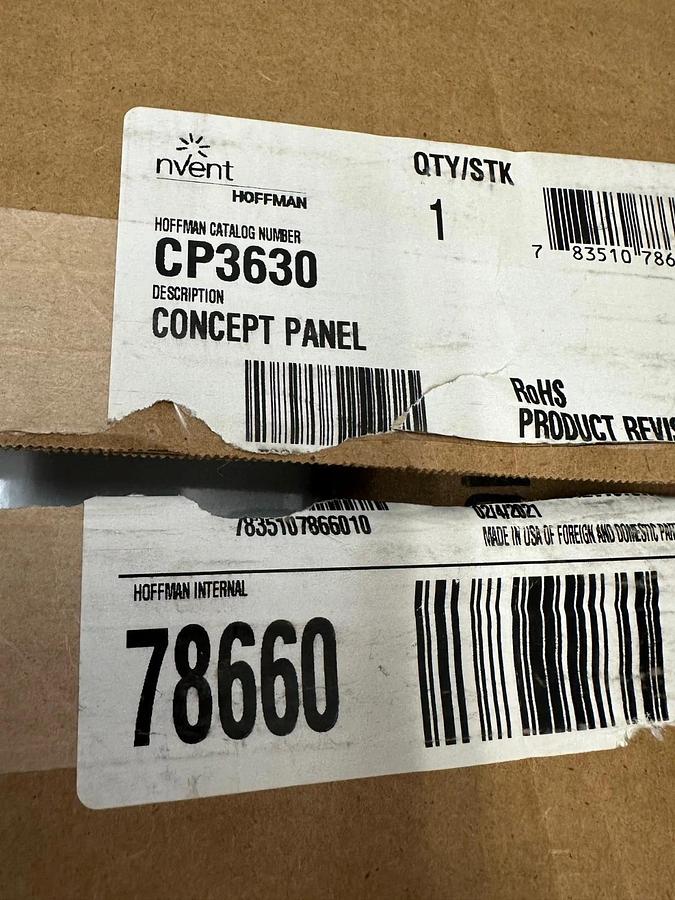 nVent
HOFFMAN
QTY/STK
1
7 83510 786
HOFFMAN CATALOG NUMBER
CP3630
DESCRIPTION
CONCEPT PANEL
RoHS
PRODUCT REVIS
7835107866010
02/4/2021
MADE IN USA OF FOREIGN AND DOMESTIC PART
HOFFMAN INTERNAL
78660